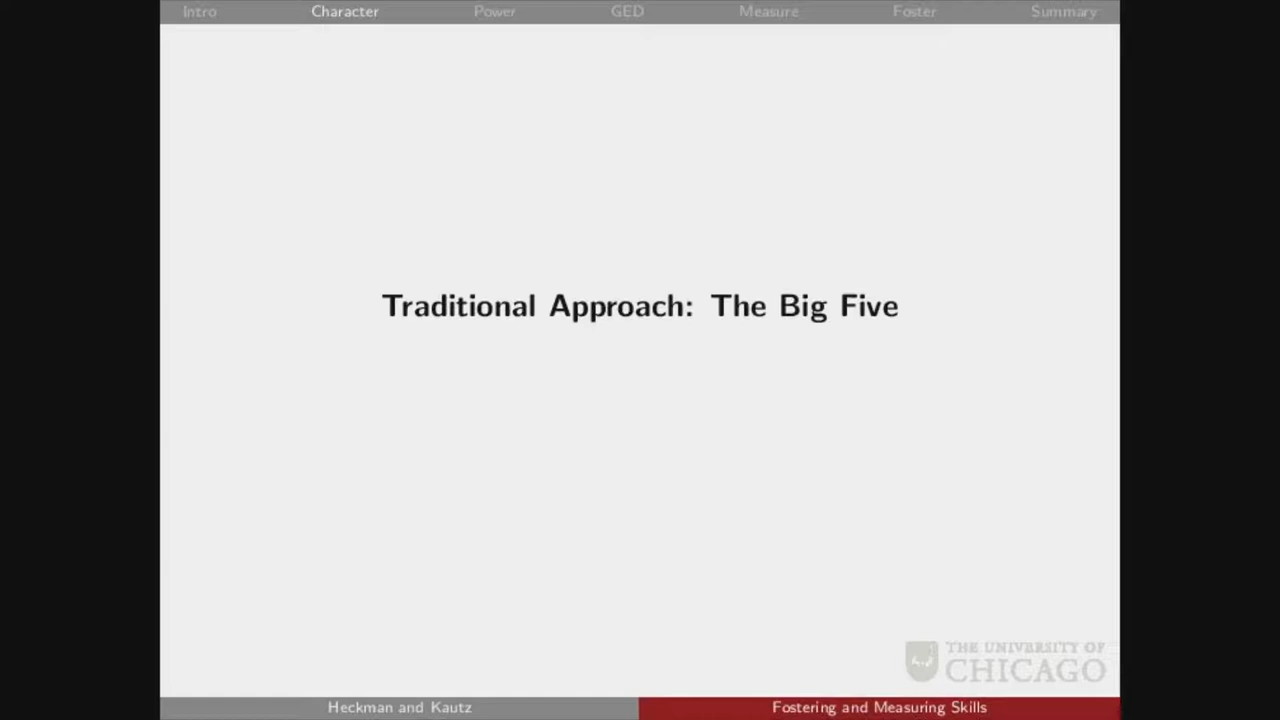 Intro Character Power GED Measure Foster Summary
Traditional Approach: The Big Five
THE UNIVERSITY OF
CHICAGO
Heckman and Kautz Fostering and Measuring Skills